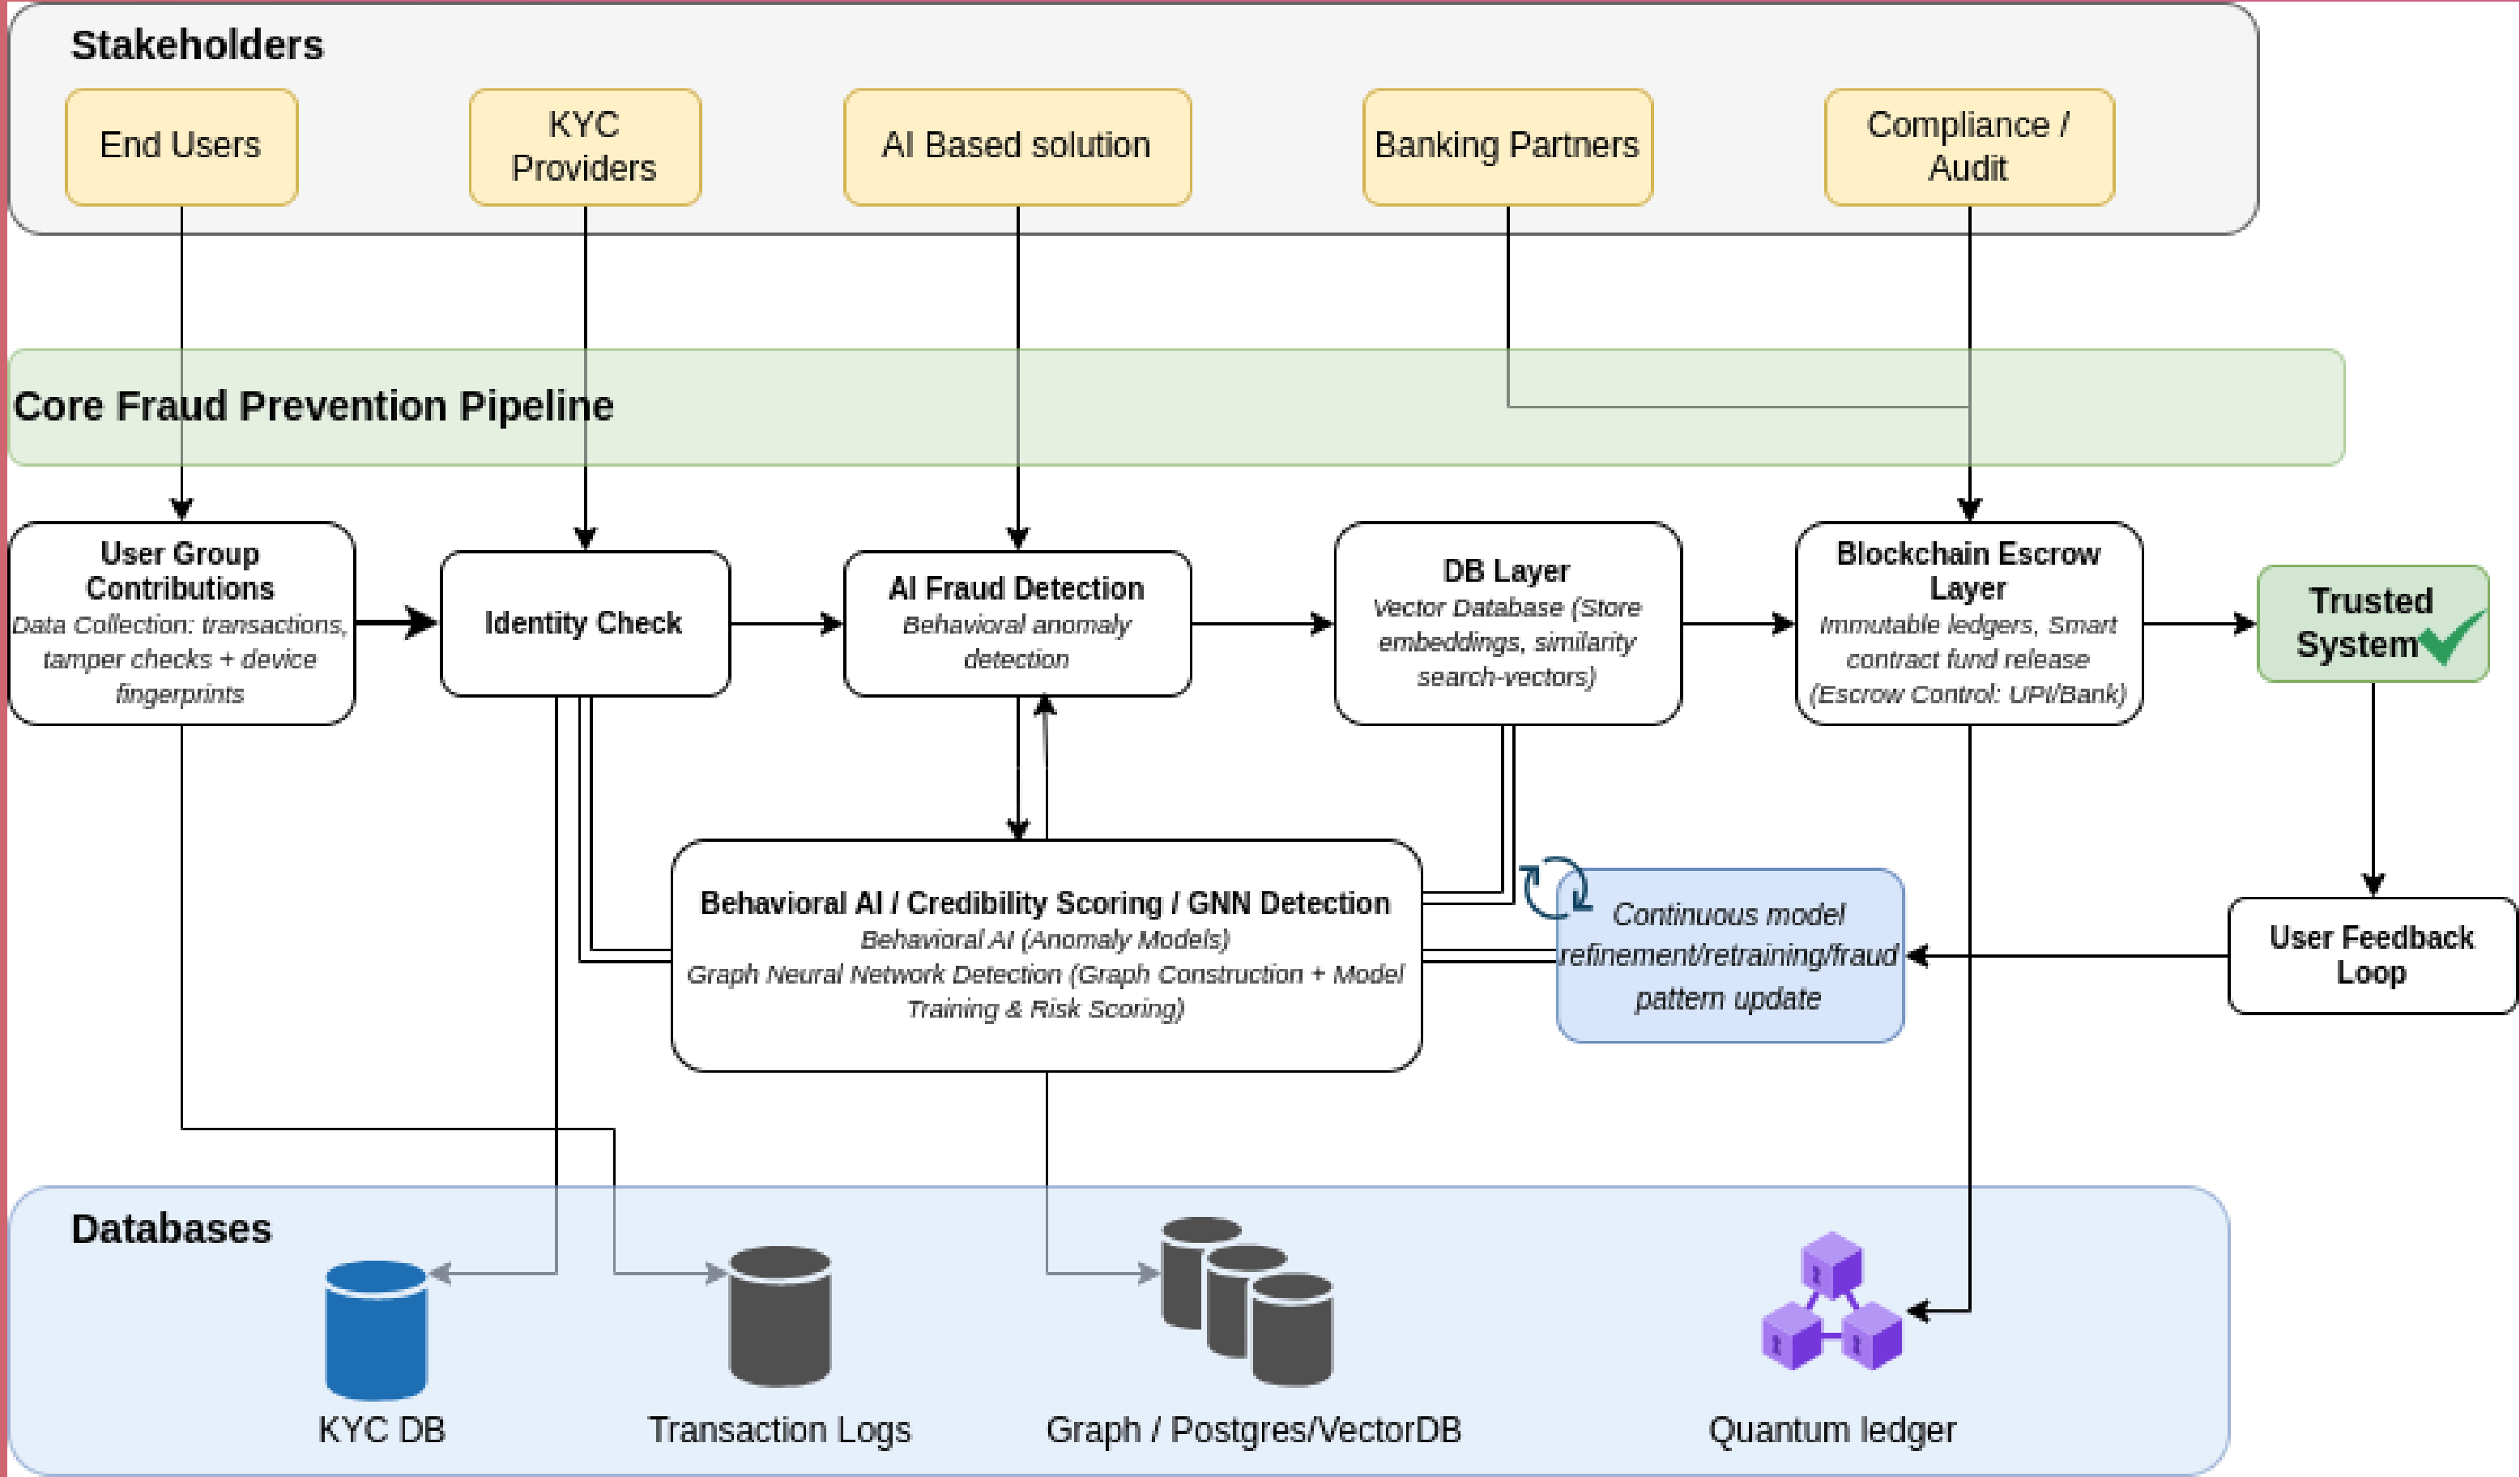 Stakeholders
End Users
KYC
Providers
AI Based solution
Banking Partners
Compliance /
Audit
Core Fraud Prevention Pipeline
User Group
Contributions
Data Collection: transactions,
tamper checks + device
fingerprints
Identity Check
AI Fraud Detection
Behavioral anomaly
detection
DB Layer
Vector Database (Store
embeddings, similarity
search-vectors)
Blockchain Escrow
Layer
Immutable ledgers, Smart
contract fund release
(Escrow Control: UPI/Bank)
Trusted
System
Behavioral AI / Credibility Scoring / GNN Detection
Behavioral AI (Anomaly Models)
Graph Neural Network Detection (Graph Construction + Model
Training & Risk Scoring)
Continuous model
refinement/retraining/fraud
pattern update
User Feedback
Loop
Databases
KYC DB
Transaction Logs
Graph / Postgres/VectorDB
Quantum ledger